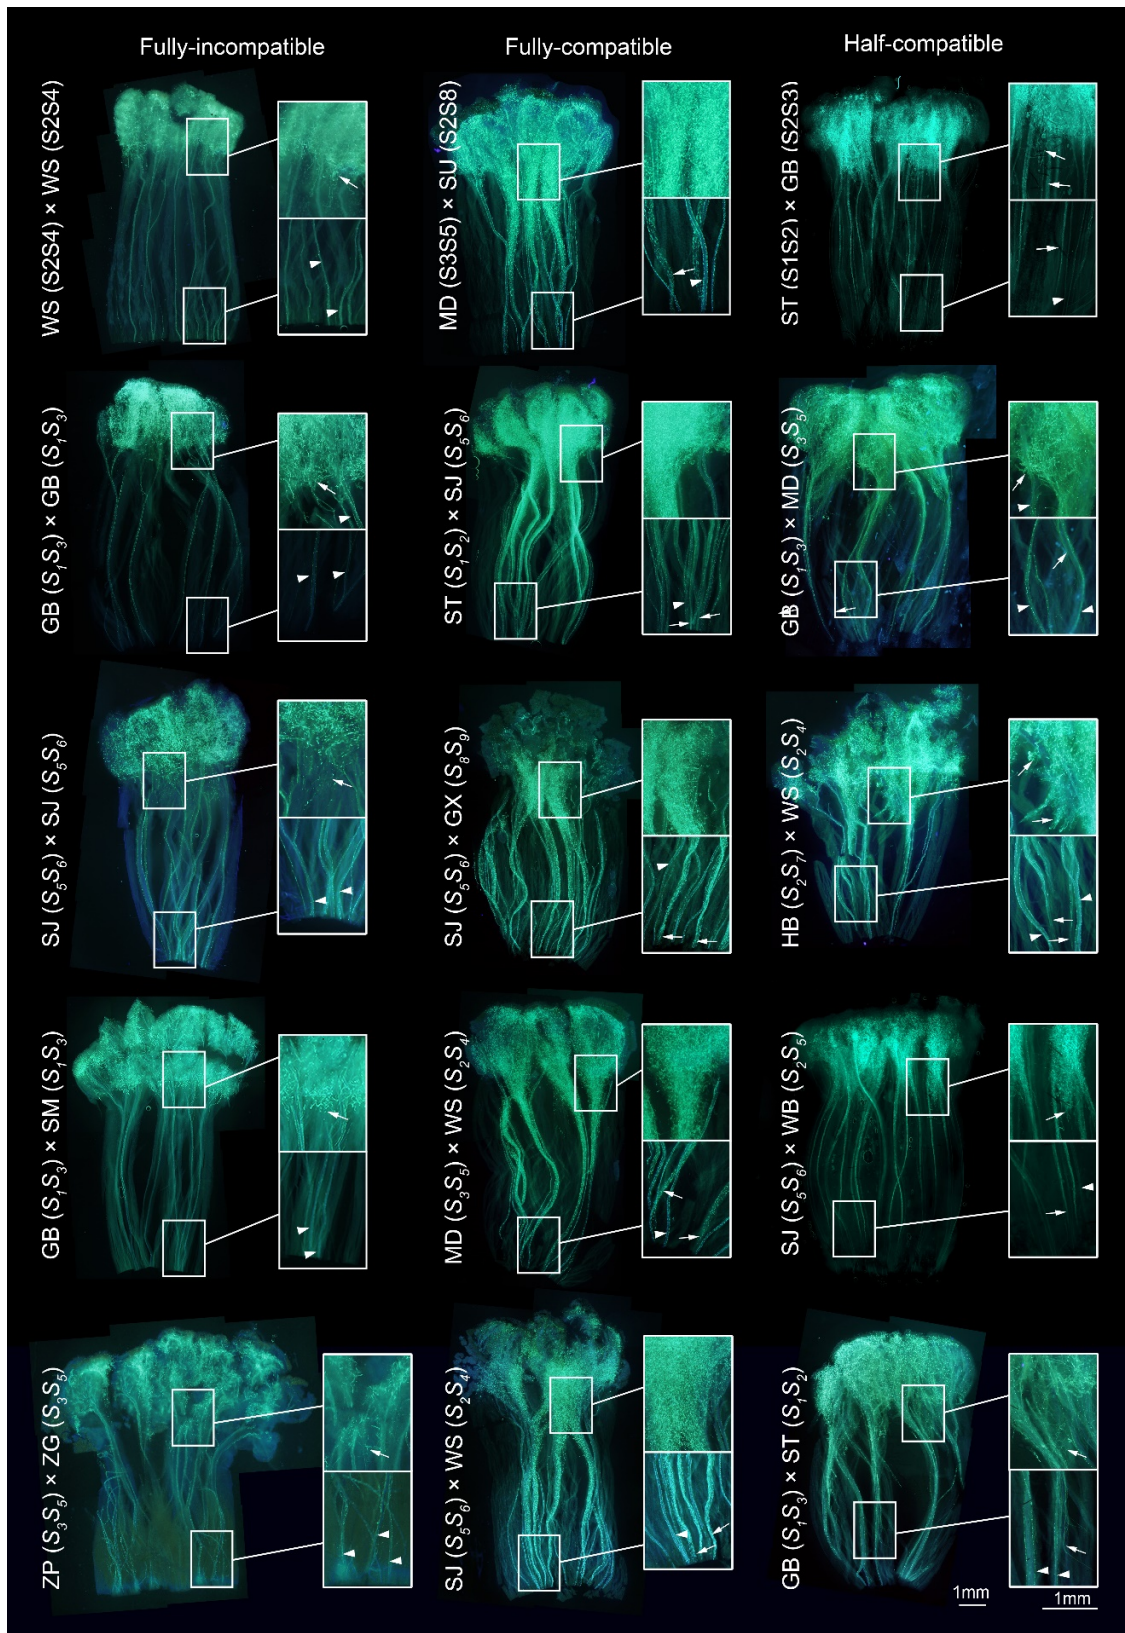 Fully-incompatible
Fully-compatible
Half-compatible
WS (S2S4) × WS (S2S4)
MD (S3S5) × SU (S2S8)
ST (S1S2) × GB (S2S3)
GB (S₁S₃) × GB (S₁S₃)
ST (S₁S₂) × SJ (S₅S₆)
GB (S₁S₃) × MD (S₃S₅)
SJ (S₅S₆) × SJ (S₅S₆)
SJ (S₅S₆) × GX (S₈S₉)
HB (S₂S₇) × WS (S₂S₄)
GB (S₁S₃) × SM (S₁S₃)
MD (S₃S₅) × WS (S₂S₄)
SJ (S₅S₆) × WB (S₂S₅)
ZP (S₃S₅) × ZG (S₃S₅)
SJ (S₅S₆) × WS (S₂S₄)
GB (S₁S₃) × ST (S₁S₂)
1mm
1mm